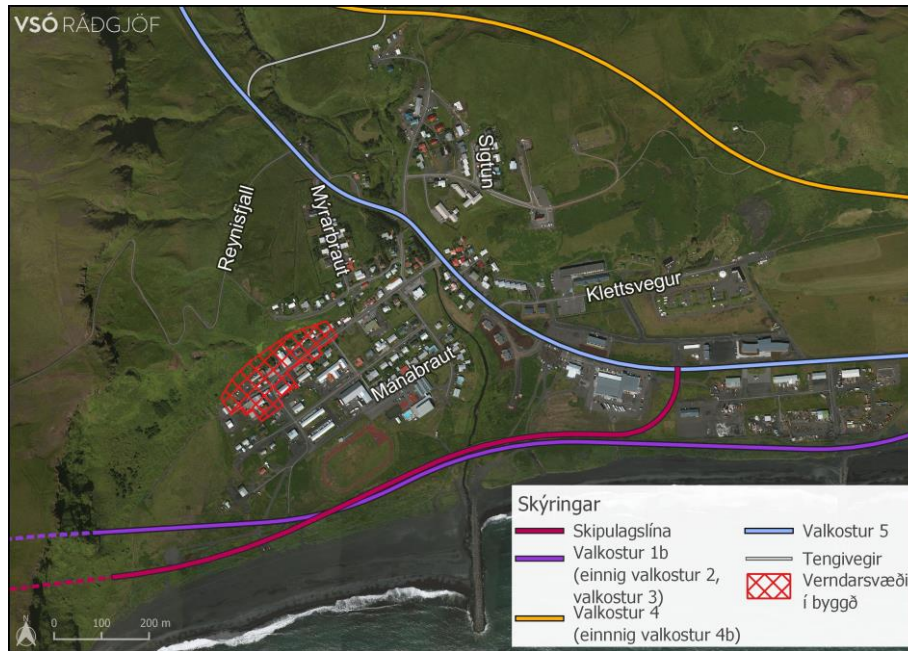 VSÓ RÁÐGJÖF
Sigtún
Reynisfjall
Mýrarbraut
Klettsvegur
Mánabraut
Skýringar
Skipulagslína
Valkostur 1b
(einnig valkostur 2,
valkostur 3)
Valkostur 4
(einnnig valkostur 4b)
Valkostur 5
Tengivegir
Verndarsvæði
í byggð
N
0 100 200 m